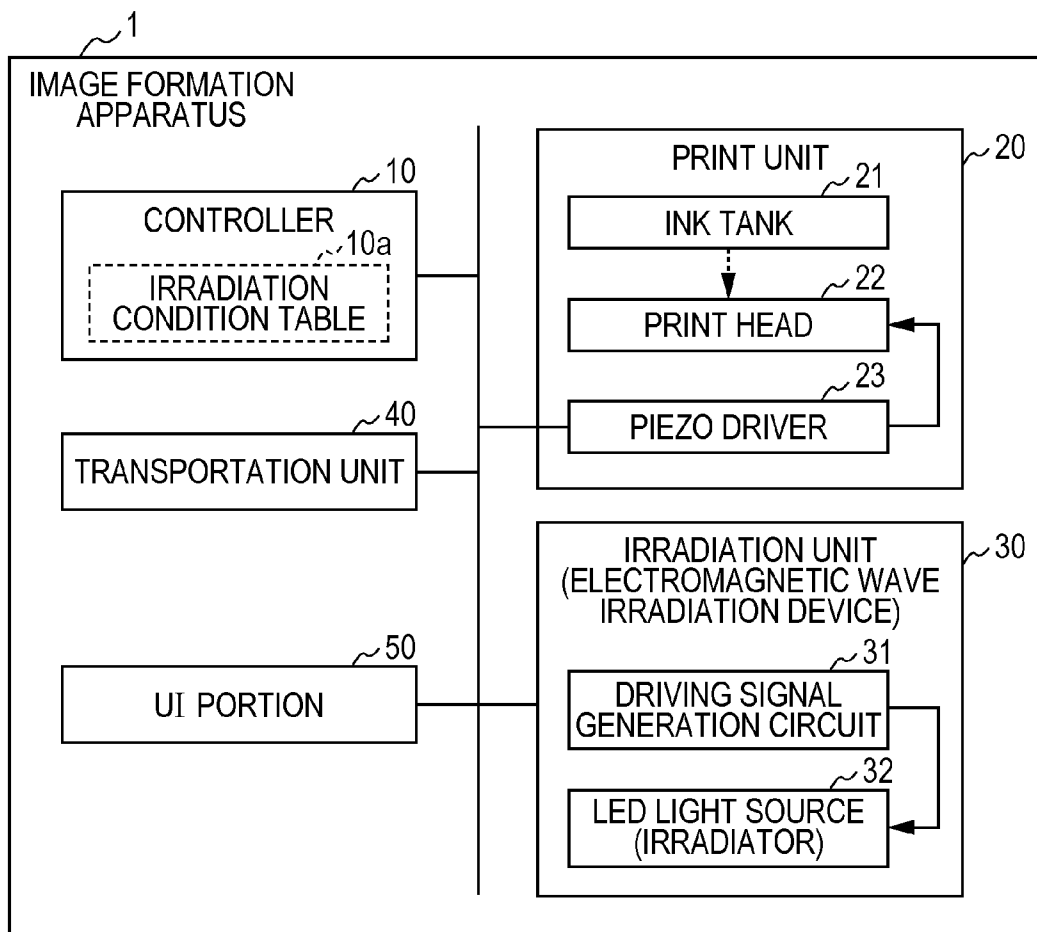 1
IMAGE FORMATION
APPARATUS
10
CONTROLLER
10a
IRRADIATION
CONDITION TABLE
40
TRANSPORTATION UNIT
50
UI PORTION
20
PRINT UNIT
21
INK TANK
22
PRINT HEAD
23
PIEZO DRIVER
30
IRRADIATION UNIT
(ELECTROMAGNETIC WAVE
IRRADIATION DEVICE)
31
DRIVING SIGNAL
GENERATION CIRCUIT
32
LED LIGHT SOURCE
(IRRADIATOR)